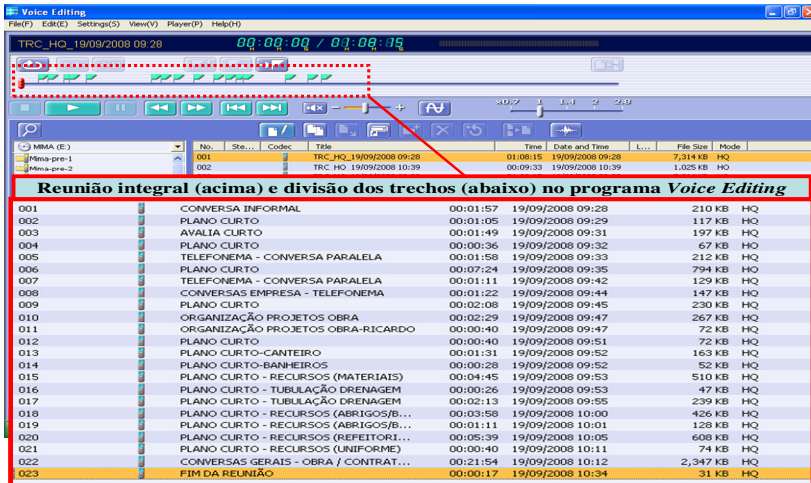 Voice Editing
File(F) Edit(E) Settings(S) View(V) Player(P) Help(H)
TRC_HQ_19/09/2008 09:28 00:00:00 / 01:08:15
x0.7 1 1.4 2 2.8
MIMA (E:) No. Ste... Codec Title Time Date and Time L... File Size Mode
Mima-pre-1 001 TRC_HQ_19/09/2008 09:28 01:08:15 19/09/2008 09:28 7,314 KB HQ
Mima-pre-2 002 TRC_HQ_19/09/2008 10:39 00:09:33 19/09/2008 10:39 1,025 KB HQ
Reunião integral (acima) e divisão dos trechos (abaixo) no programa Voice Editing
001 CONVERSA INFORMAL 00:01:57 19/09/2008 09:28 210 KB HQ
002 PLANO CURTO 00:01:05 19/09/2008 09:29 117 KB HQ
003 AVALIA CURTO 00:01:49 19/09/2008 09:31 197 KB HQ
004 PLANO CURTO 00:00:36 19/09/2008 09:32 67 KB HQ
005 TELEFONEMA - CONVERSA PARALELA 00:01:58 19/09/2008 09:33 212 KB HQ
006 PLANO CURTO 00:07:24 19/09/2008 09:35 794 KB HQ
007 TELEFONEMA - CONVERSA PARALELA 00:01:11 19/09/2008 09:42 129 KB HQ
008 CONVERSAS EMPRESA - TELEFONEMA 00:01:22 19/09/2008 09:44 147 KB HQ
009 PLANO CURTO 00:02:08 19/09/2008 09:45 230 KB HQ
010 ORGANIZAÇÃO PROJETOS OBRA 00:02:29 19/09/2008 09:47 267 KB HQ
011 ORGANIZAÇÃO PROJETOS OBRA-RICARDO 00:00:40 19/09/2008 09:47 72 KB HQ
012 PLANO CURTO 00:00:40 19/09/2008 09:51 72 KB HQ
013 PLANO CURTO-CANTEIRO 00:01:31 19/09/2008 09:52 163 KB HQ
014 PLANO CURTO-BANHEIROS 00:00:28 19/09/2008 09:52 52 KB HQ
015 PLANO CURTO - RECURSOS (MATERIAIS) 00:04:45 19/09/2008 09:53 510 KB HQ
016 PLANO CURTO - TUBULAÇÃO DRENAGEM 00:00:26 19/09/2008 09:53 47 KB HQ
017 PLANO CURTO - TUBULAÇÃO DRENAGEM 00:02:13 19/09/2008 09:55 239 KB HQ
018 PLANO CURTO - RECURSOS (ABRIGOS/B... 00:03:58 19/09/2008 10:00 426 KB HQ
019 PLANO CURTO - RECURSOS (ABRIGOS/B... 00:01:11 19/09/2008 10:01 128 KB HQ
020 PLANO CURTO - RECURSOS (REFEITORI... 00:05:39 19/09/2008 10:05 608 KB HQ
021 PLANO CURTO - RECURSOS (UNIFORME) 00:00:40 19/09/2008 10:11 74 KB HQ
022 CONVERSAS GERAIS - OBRA / CONTRAT... 00:21:54 19/09/2008 10:12 2,347 KB HQ
023 FIM DA REUNIÃO 00:00:17 19/09/2008 10:34 31 KB HQ